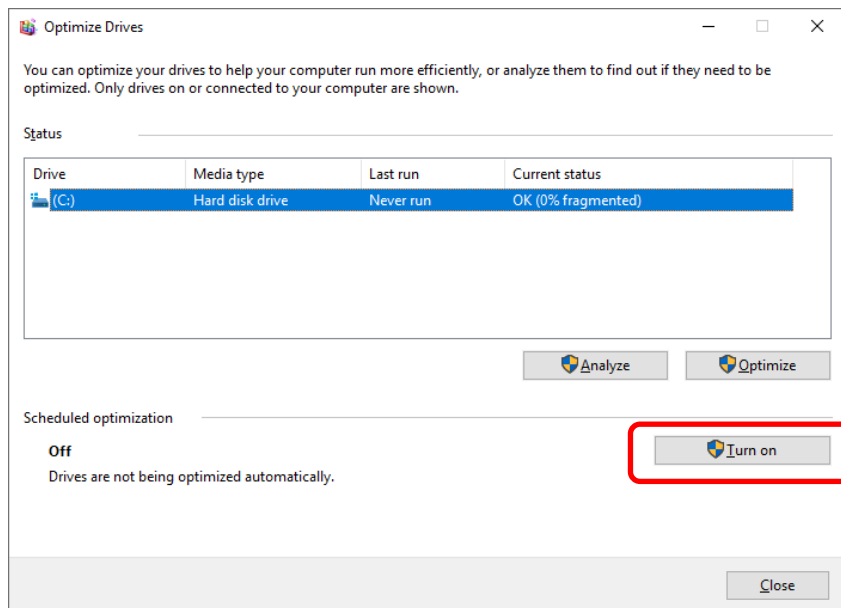 Optimize Drives
You can optimize your drives to help your computer run more efficiently, or analyze them to find out if they need to be
optimized. Only drives on or connected to your computer are shown.
Status
Drive Media type Last run Current status
(C:) Hard disk drive Never run OK (0% fragmented)
Analyze Optimize
Scheduled optimization
Off Turn on
Drives are not being optimized automatically.
Close